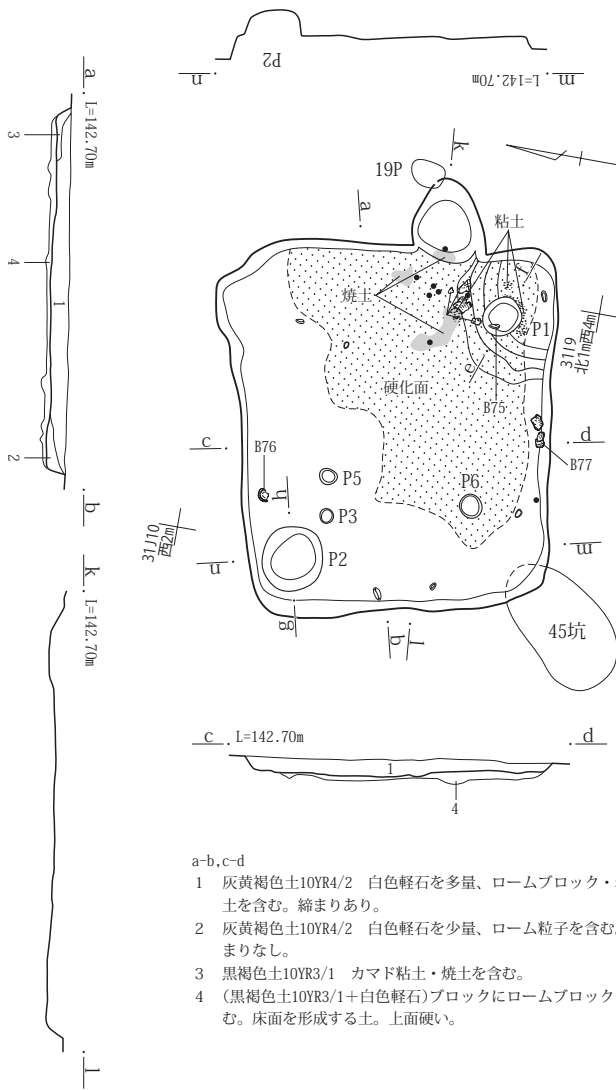 n
P2
L=142.70m
m
a
L=142.70m
3
4
1
2
b
k
L=142.70m
l
19P
k
a
粘土
f
焼土
P1
31J9
北1m西4m
硬化面
e
B75
c
d
B76
B77
h
P5
P6
P3
31J10
西2m
n
P2
m
g
b
l
45坑
c
L=142.70m
d
1
4
a-b,c-d
1 灰黄褐色土10YR4/2 白色軽石を多量、ロームブロック・
土を含む。締まりあり。
2 灰黄褐色土10YR4/2 白色軽石を少量、ローム粒子を含む。
まりなし。
3 黒褐色土10YR3/1 カマド粘土・焼土を含む。
4 (黒褐色土10YR3/1+白色軽石)ブロックにロームブロック
む。床面を形成する土。上面硬い。